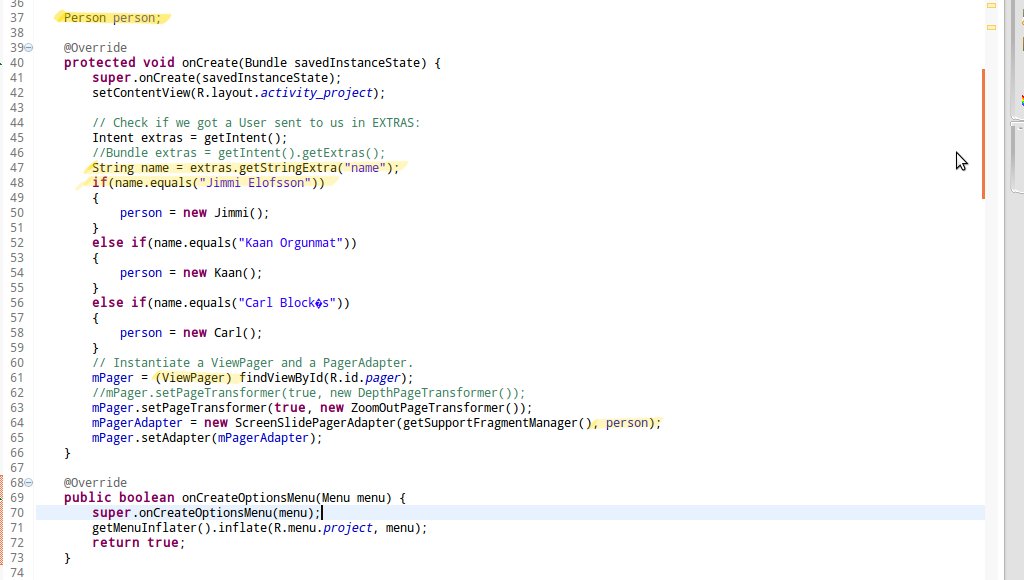 36
37 Person person;
38
39 @Override
40 protected void onCreate(Bundle savedInstanceState) {
41 super.onCreate(savedInstanceState);
42 setContentView(R.layout.activity_project);
43
44 // Check if we got a User sent to us in EXTRAS:
45 Intent extras = getIntent();
46 //Bundle extras = getIntent().getExtras();
47 String name = extras.getStringExtra("name");
48 if(name.equals("Jimmi Elofsson"))
49 {
50 person = new Jimmi();
51 }
52 else if(name.equals("Kaan Orgunmat"))
53 {
54 person = new Kaan();
55 }
56 else if(name.equals("Carl Block�s"))
57 {
58 person = new Carl();
59 }
60 // Instantiate a ViewPager and a PagerAdapter.
61 mPager = (ViewPager) findViewById(R.id.pager);
62 //mPager.setPageTransformer(true, new DepthPageTransformer());
63 mPager.setPageTransformer(true, new ZoomOutPageTransformer());
64 mPagerAdapter = new ScreenSlidePagerAdapter(getSupportFragmentManager(), person);
65 mPager.setAdapter(mPagerAdapter);
66 }
67
68 @Override
69 public boolean onCreateOptionsMenu(Menu menu) {
70 super.onCreateOptionsMenu(menu);
71 getMenuInflater().inflate(R.menu.project, menu);
72 return true;
73 }
74